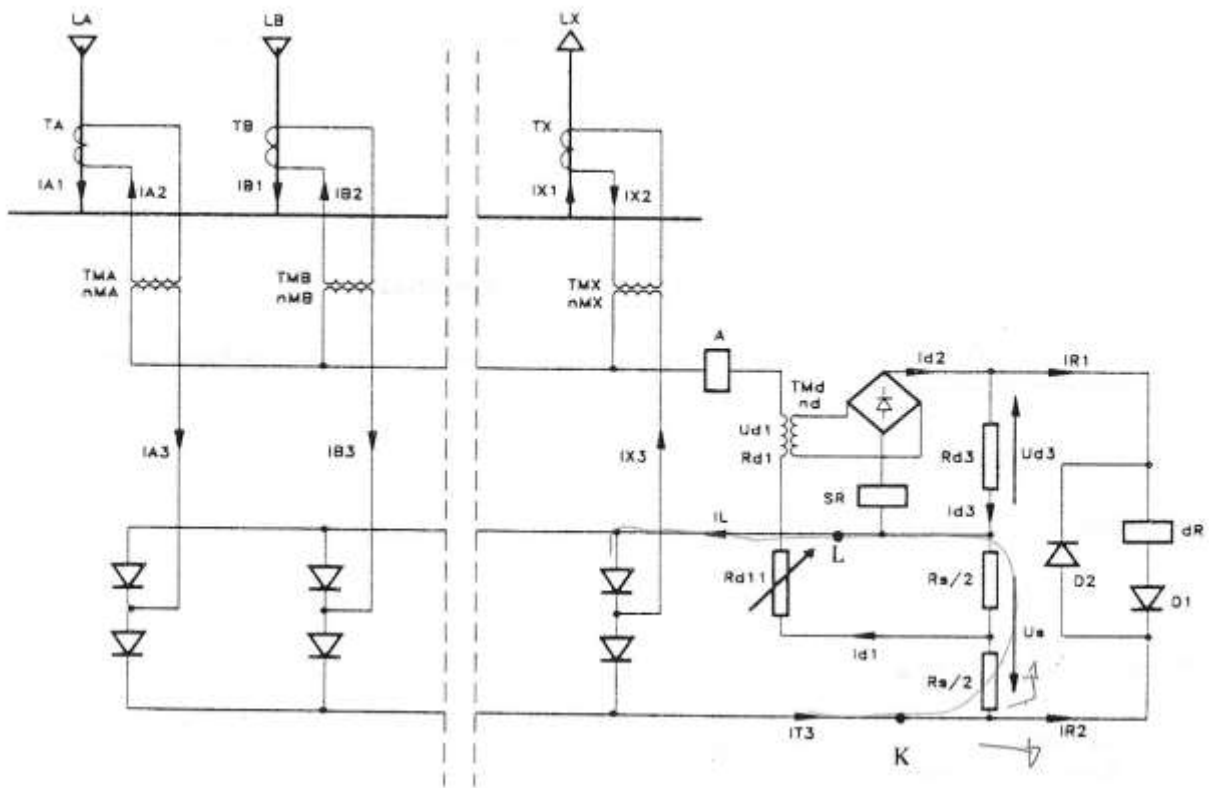 LA LB LX
TA TB TX
IA1 IA2 IB1 IB2 IX1 IX2
TMA TMB TMX
nMA nMB nMX
A
Id2 IR1
TMd
nd
Ud1
Rd1
Rd3 Ud3
IA3 IB3 IX3
SR
IL Id3
L
dR
Rd11 Rs/2 D2 D1
Us
Id1
Rs/2
IT3 IR2
K